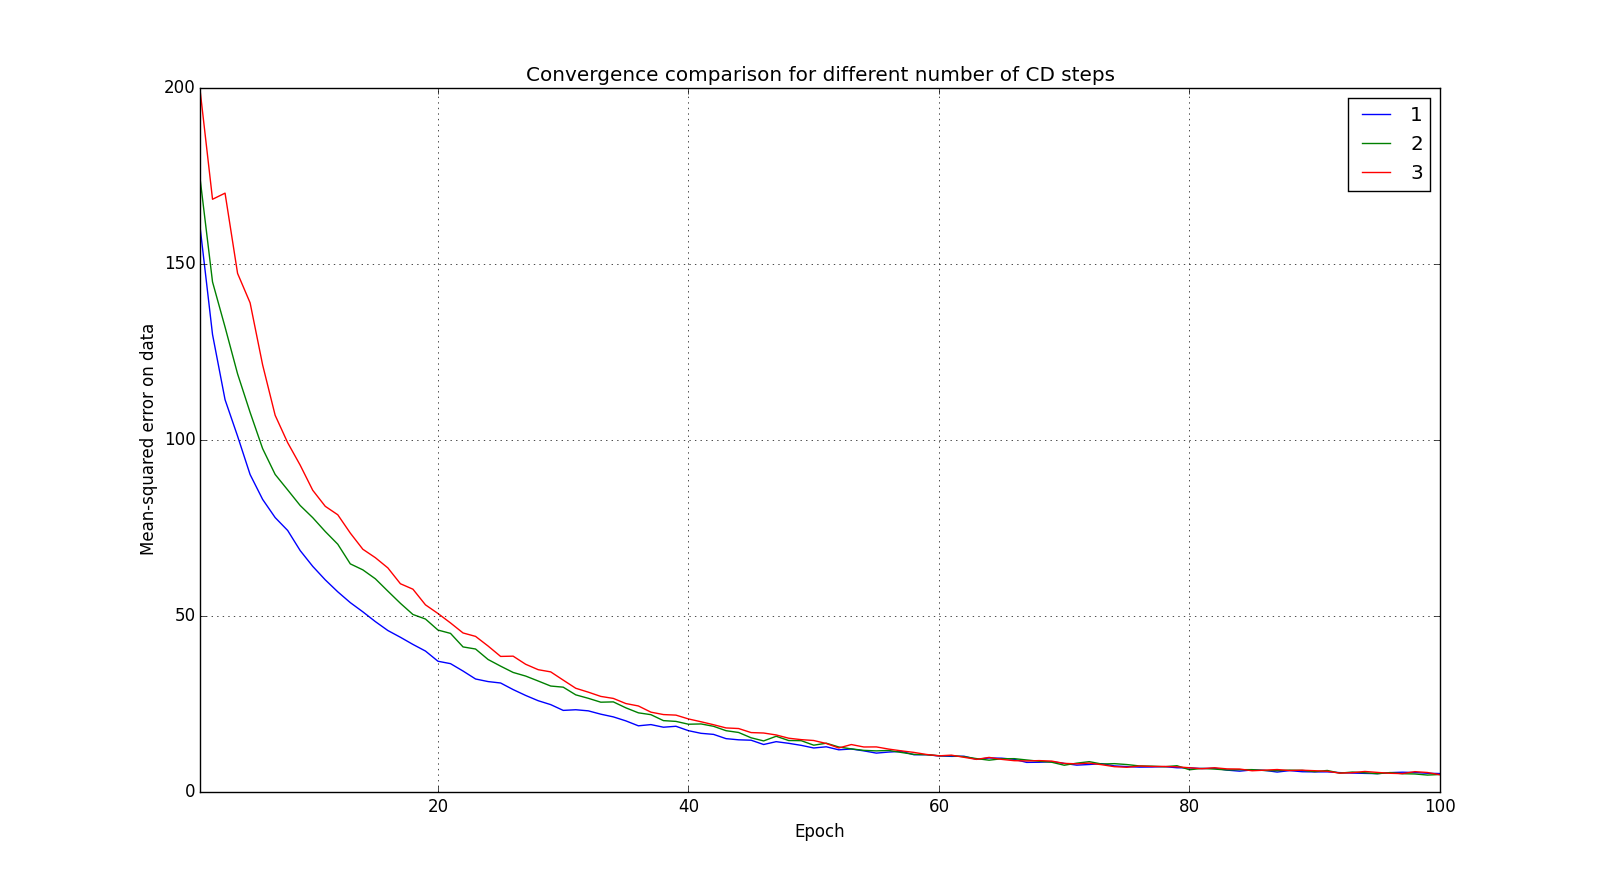 Convergence comparison for different number of CD steps
200
150
100
50
0
Mean-squared error on data
1
2
3
20 40 60 80 100
Epoch